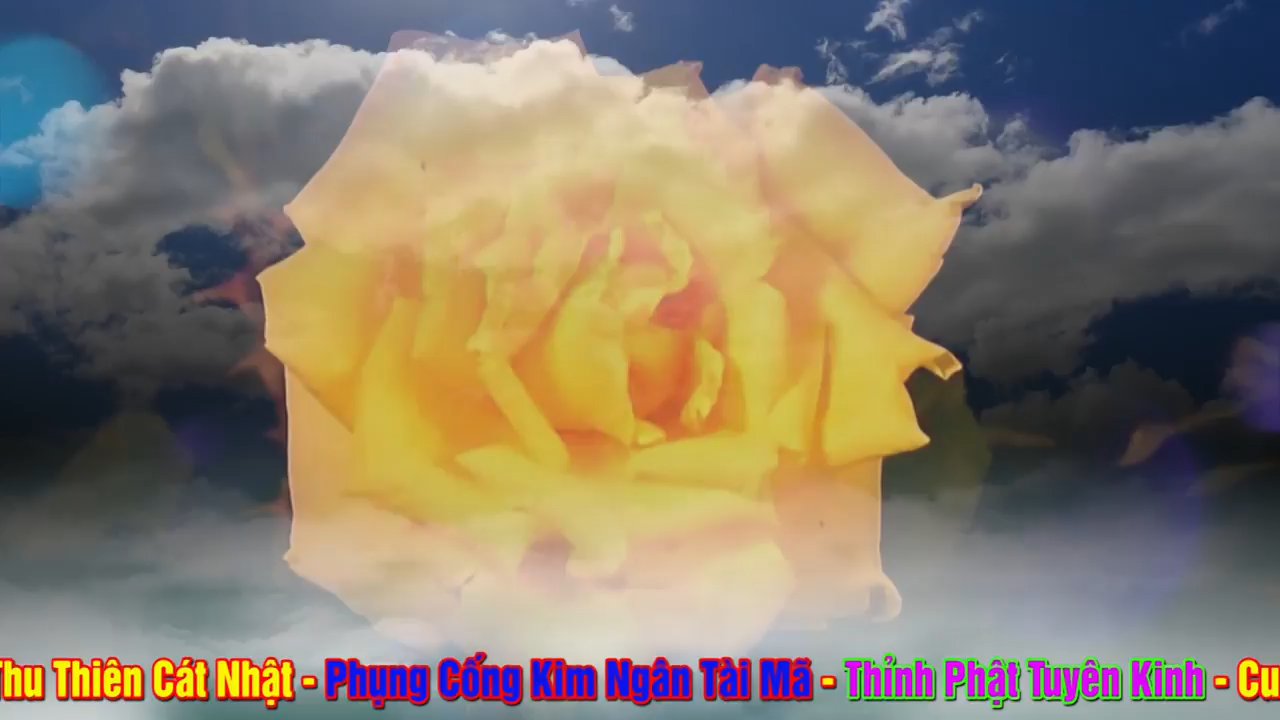 Thu Thiên Cát Nhật - Phụng Cống Kim Ngân Tài Mã - Thỉnh Phật Tuyên Kinh - Cu